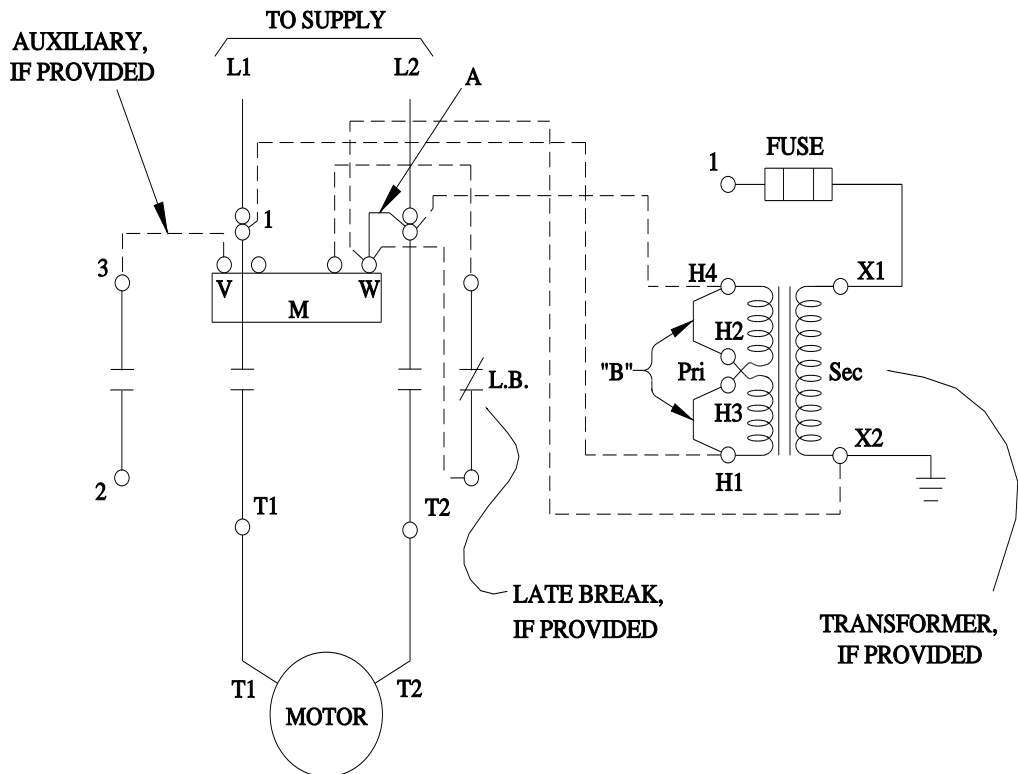 TO SUPPLY
AUXILIARY,
IF PROVIDED
L1
L2
A
FUSE
1
1
3
V
W
M
H4
X1
H2
"B"
Pri
Sec
L.B.
H3
X2
H1
2
T1
T2
LATE BREAK,
IF PROVIDED
TRANSFORMER,
IF PROVIDED
T1
T2
MOTOR